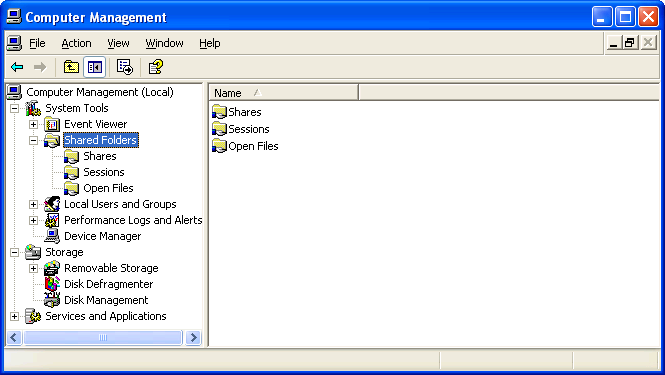 Computer Management
File Action View Window Help
Computer Management (Local)
System Tools
Event Viewer
Shared Folders
Shares
Sessions
Open Files
Local Users and Groups
Performance Logs and Alerts
Device Manager
Storage
Removable Storage
Disk Defragmenter
Disk Management
Services and Applications
Name
Shares
Sessions
Open Files